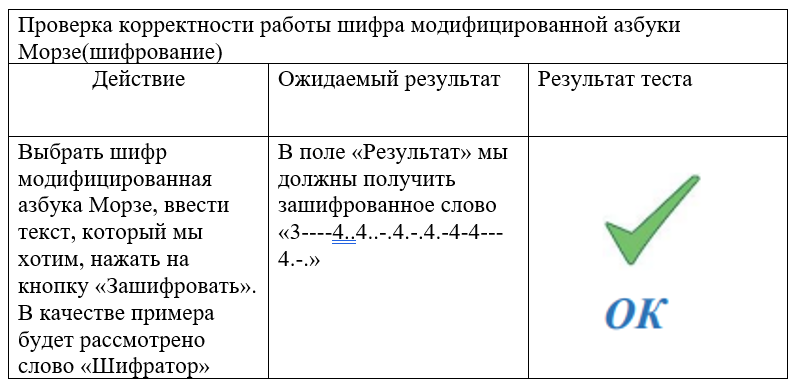 Проверка корректности работы шифра модифицированной азбуки
Морзе(шифрование)
Действие
Ожидаемый результат
Результат теста
Выбрать шифр
модифицированная
азбука Морзе, ввести
текст, который мы
хотим, нажать на
кнопку «Зашифровать».
В качестве примера
будет рассмотрено
слово «Шифратор»
В поле «Результат» мы
должны получить
зашифрованное слово
«3----4..4..-.4.-.4.-4-4---
4.-.»
ОК